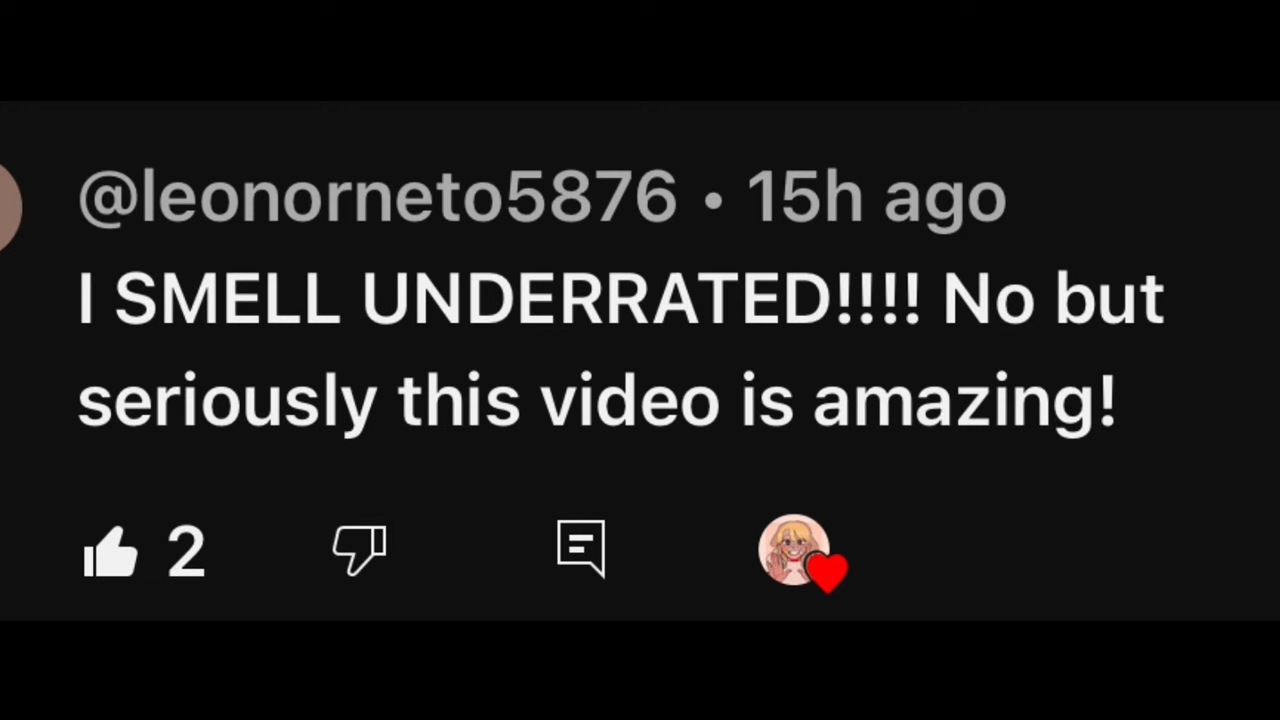 @leonorneto5876 • 15h ago
I SMELL UNDERRATED!!!! No but
seriously this video is amazing!
2